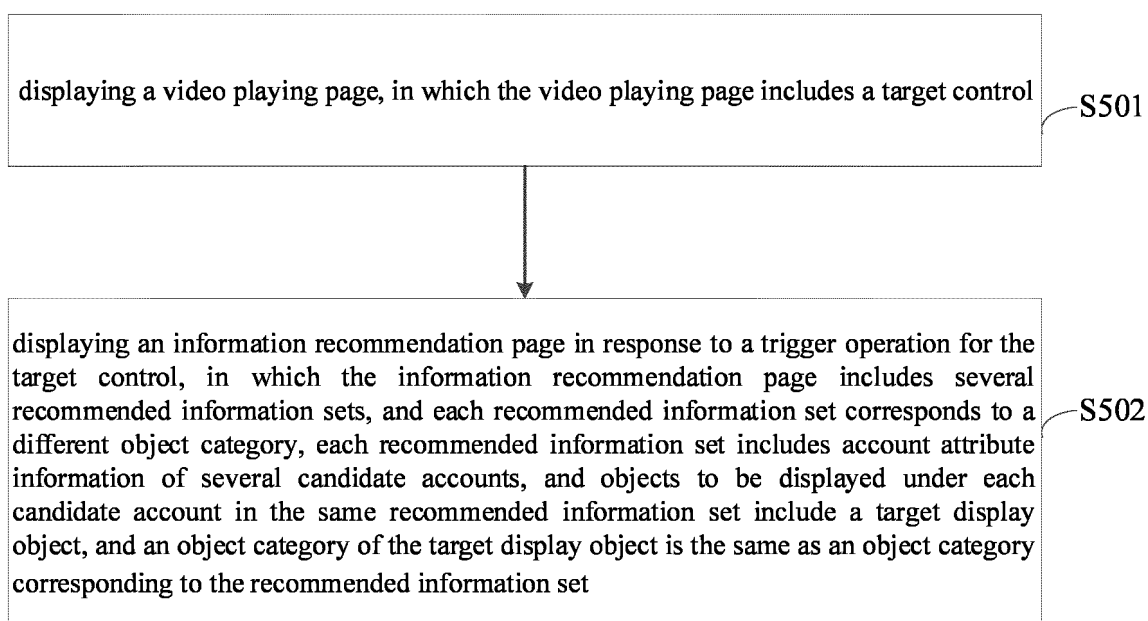 displaying a video playing page, in which the video playing page includes a target control
S501
displaying an information recommendation page in response to a trigger operation for the
target control, in which the information recommendation page includes several
recommended information sets, and each recommended information set corresponds to a
different object category, each recommended information set includes account attribute
information of several candidate accounts, and objects to be displayed under each
candidate account in the same recommended information set include a target display
object, and an object category of the target display object is the same as an object category
corresponding to the recommended information set
S502